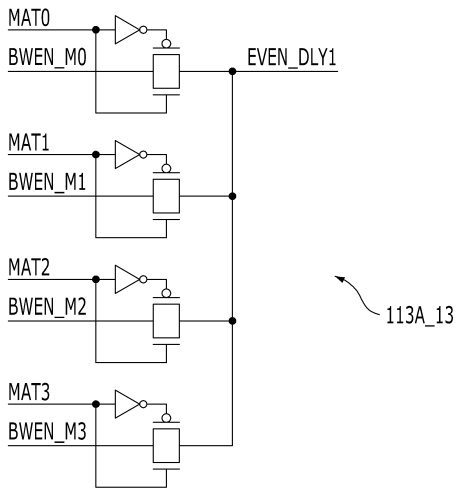 MAT0
BWEN_M0
EVEN_DLY1
MAT1
BWEN_M1
MAT2
BWEN_M2
113A_13
MAT3
BWEN_M3